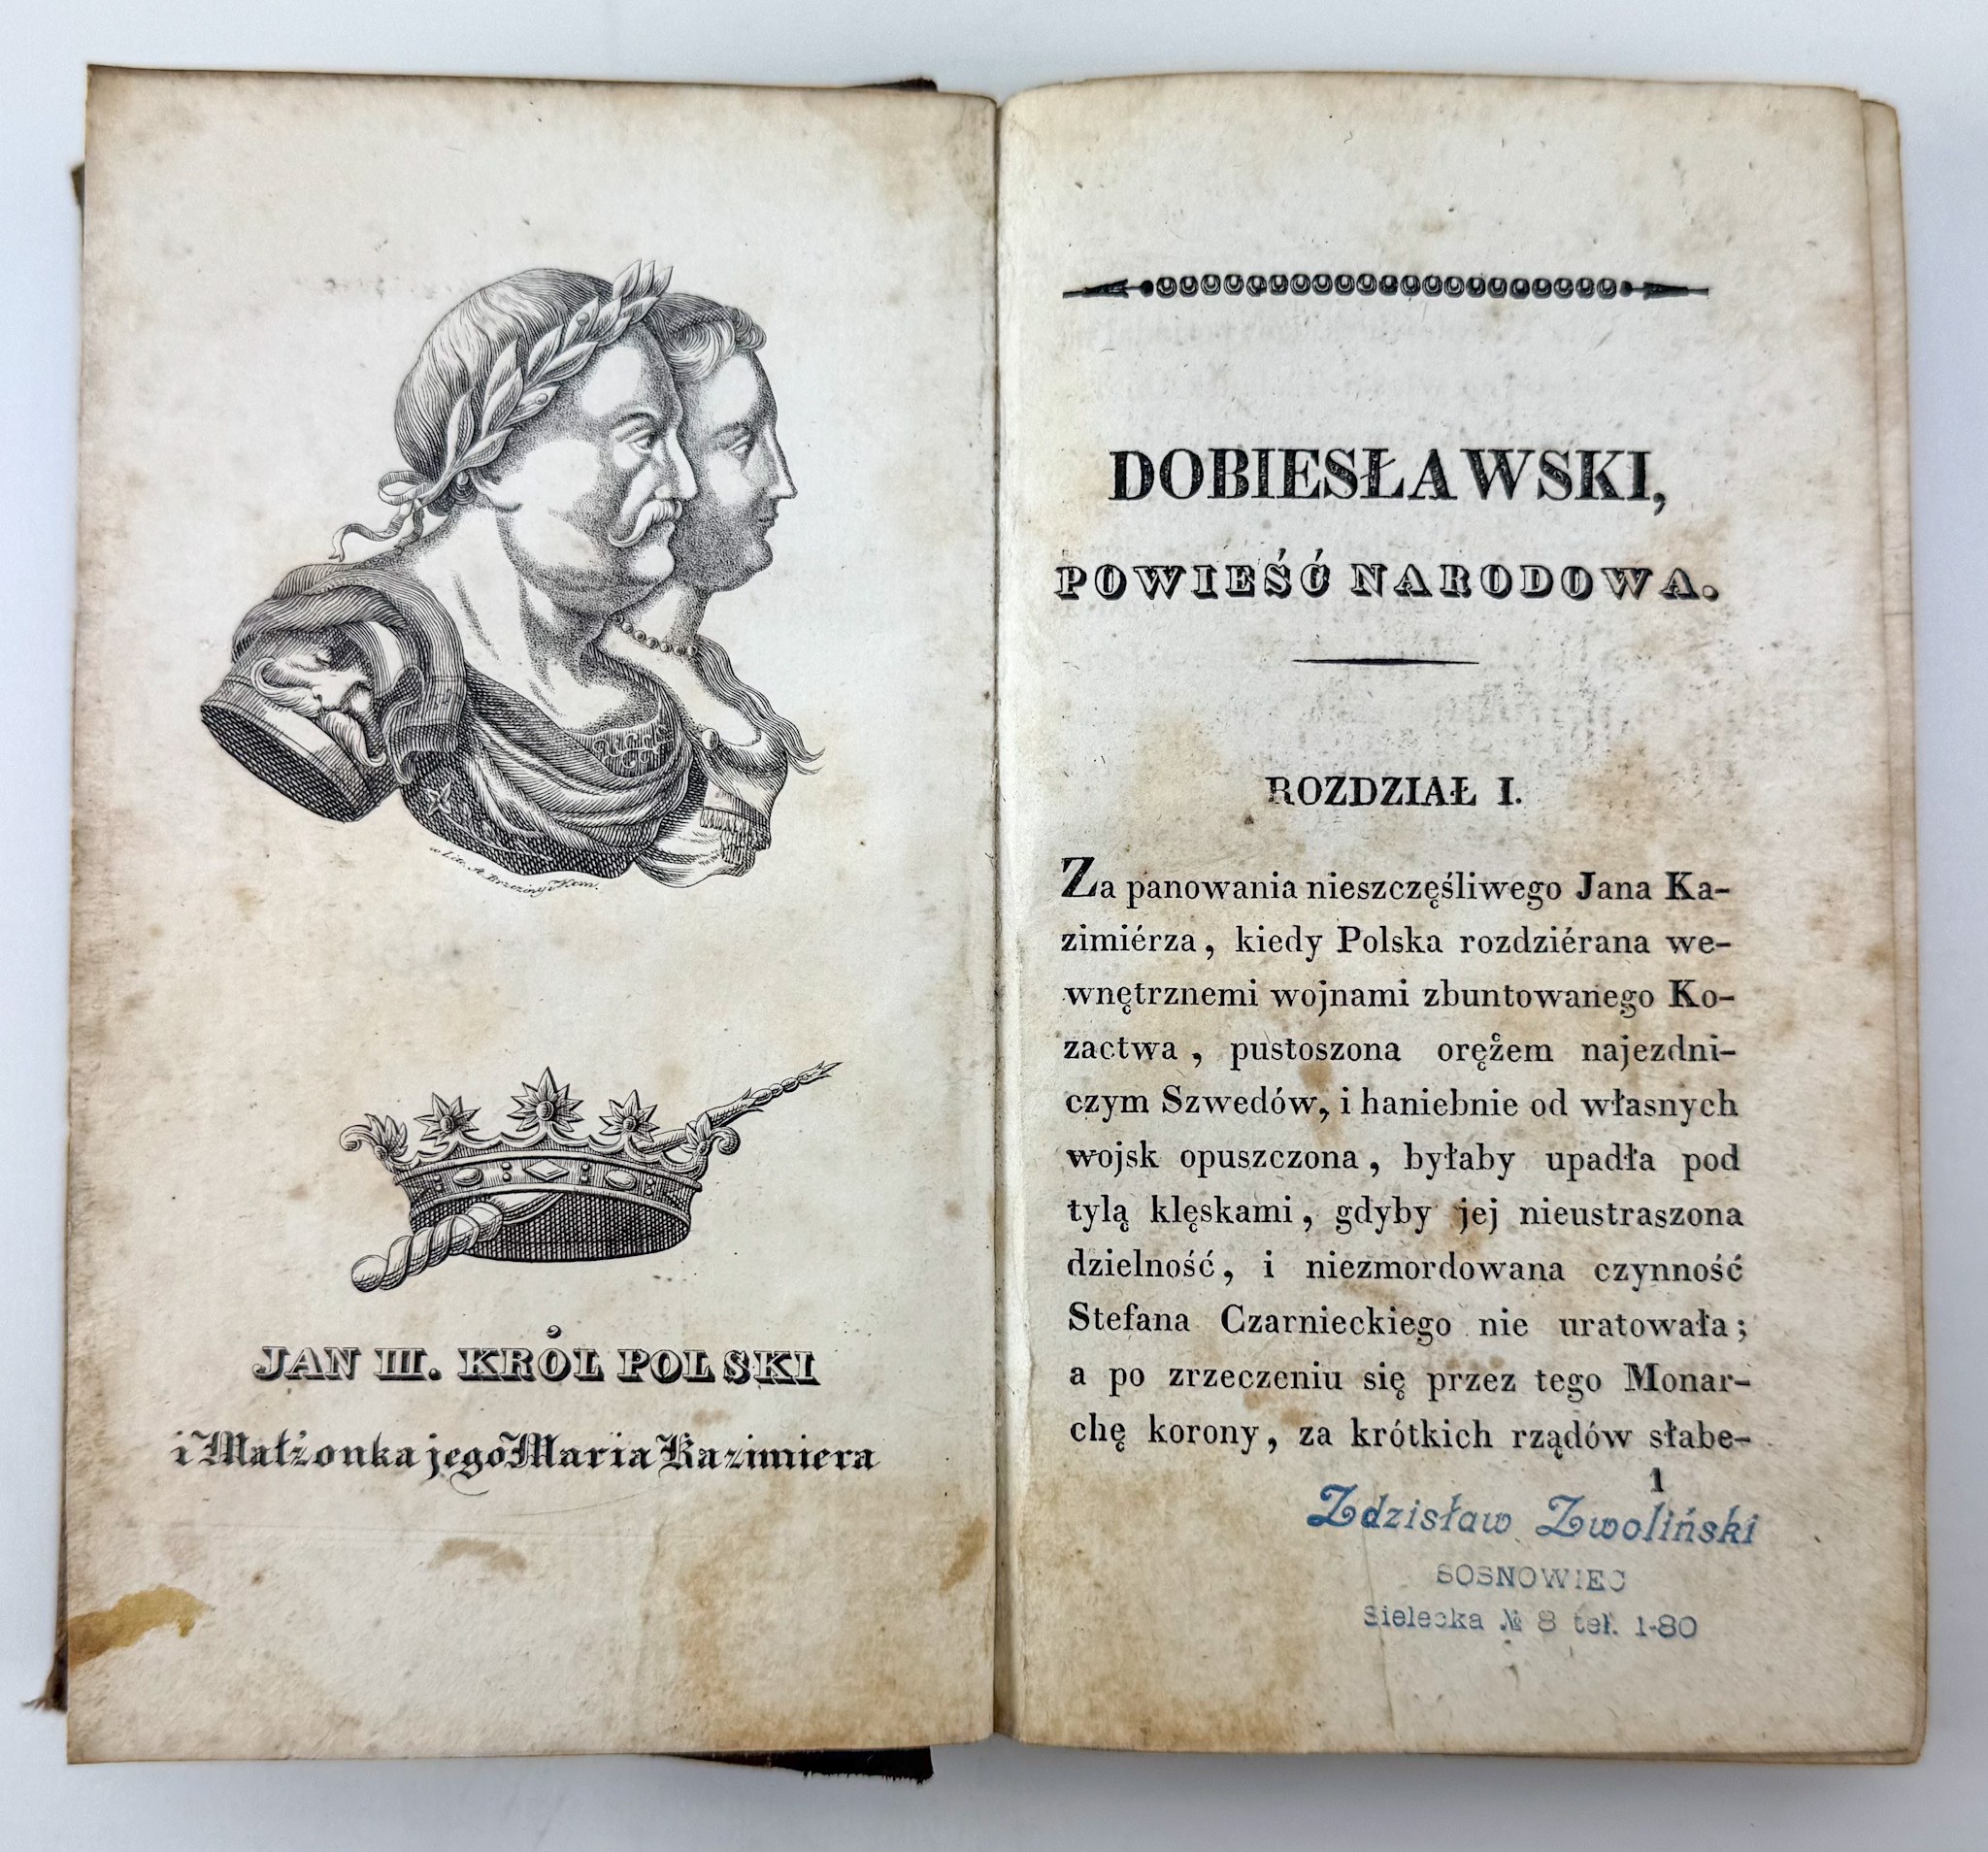 w Lit. A. Brzeziny i Kom.
JAN III. KRÓL POLSKI
i Małżonka jego Maria Kazimiera
DOBIESŁAWSKI,
POWIEŚĆ NARODOWA.
ROZDZIAŁ I.
Za panowania nieszczęśliwego Jana Ka-
zimiérza, kiedy Polska rozdziérana we-
wnętrznemi wojnami zbuntowanego Ko-
zactwa, pustoszona orężem najezdni-
czym Szwedów, i haniebnie od własnych
wojsk opuszczona, byłaby upadła pod
tylą klęskami, gdyby jej nieustraszona
dzielność, i niezmordowana czynność
Stefana Czarnieckiego nie uratowała;
a po zrzeczeniu się przez tego Monar-
chę korony, za krótkich rządów słabe-
1
Zdzisław Zwoliński
SOSNOWIEC
Sielecka № 8 tel. 1-80